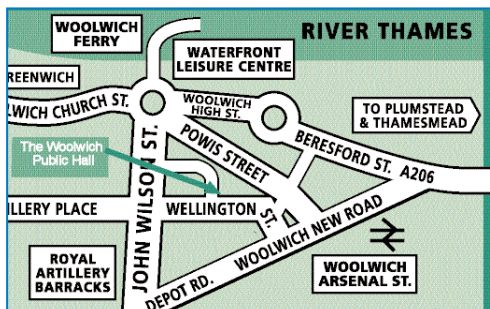 WOOLWICH
FERRY
RIVER THAMES
WATERFRONT
LEISURE CENTRE
REENWICH
LWICH CHURCH ST.
WOOLWICH
HIGH ST.
TO PLUMSTEAD
& THAMESMEAD
The Woolwich
Public Hall
POWIS STREET
BERESFORD ST. A206
JOHN WILSON ST.
ILLERY PLACE
WELLINGTON
ST.
WOOLWICH NEW ROAD
ROYAL
ARTILLERY
BARRACKS
DEPOT RD.
WOOLWICH
ARSENAL ST.